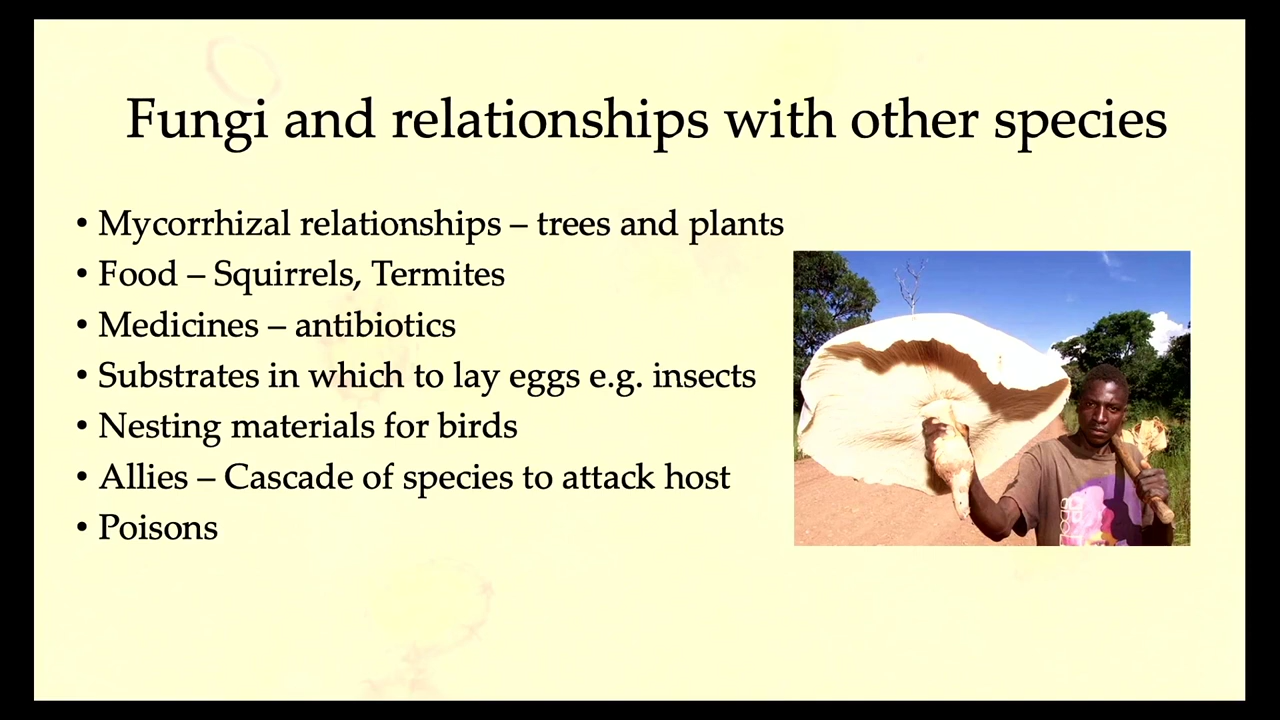 Fungi and relationships with other species
• Mycorrhizal relationships – trees and plants
• Food – Squirrels, Termites
• Medicines – antibiotics
• Substrates in which to lay eggs e.g. insects
• Nesting materials for birds
• Allies – Cascade of species to attack host
• Poisons